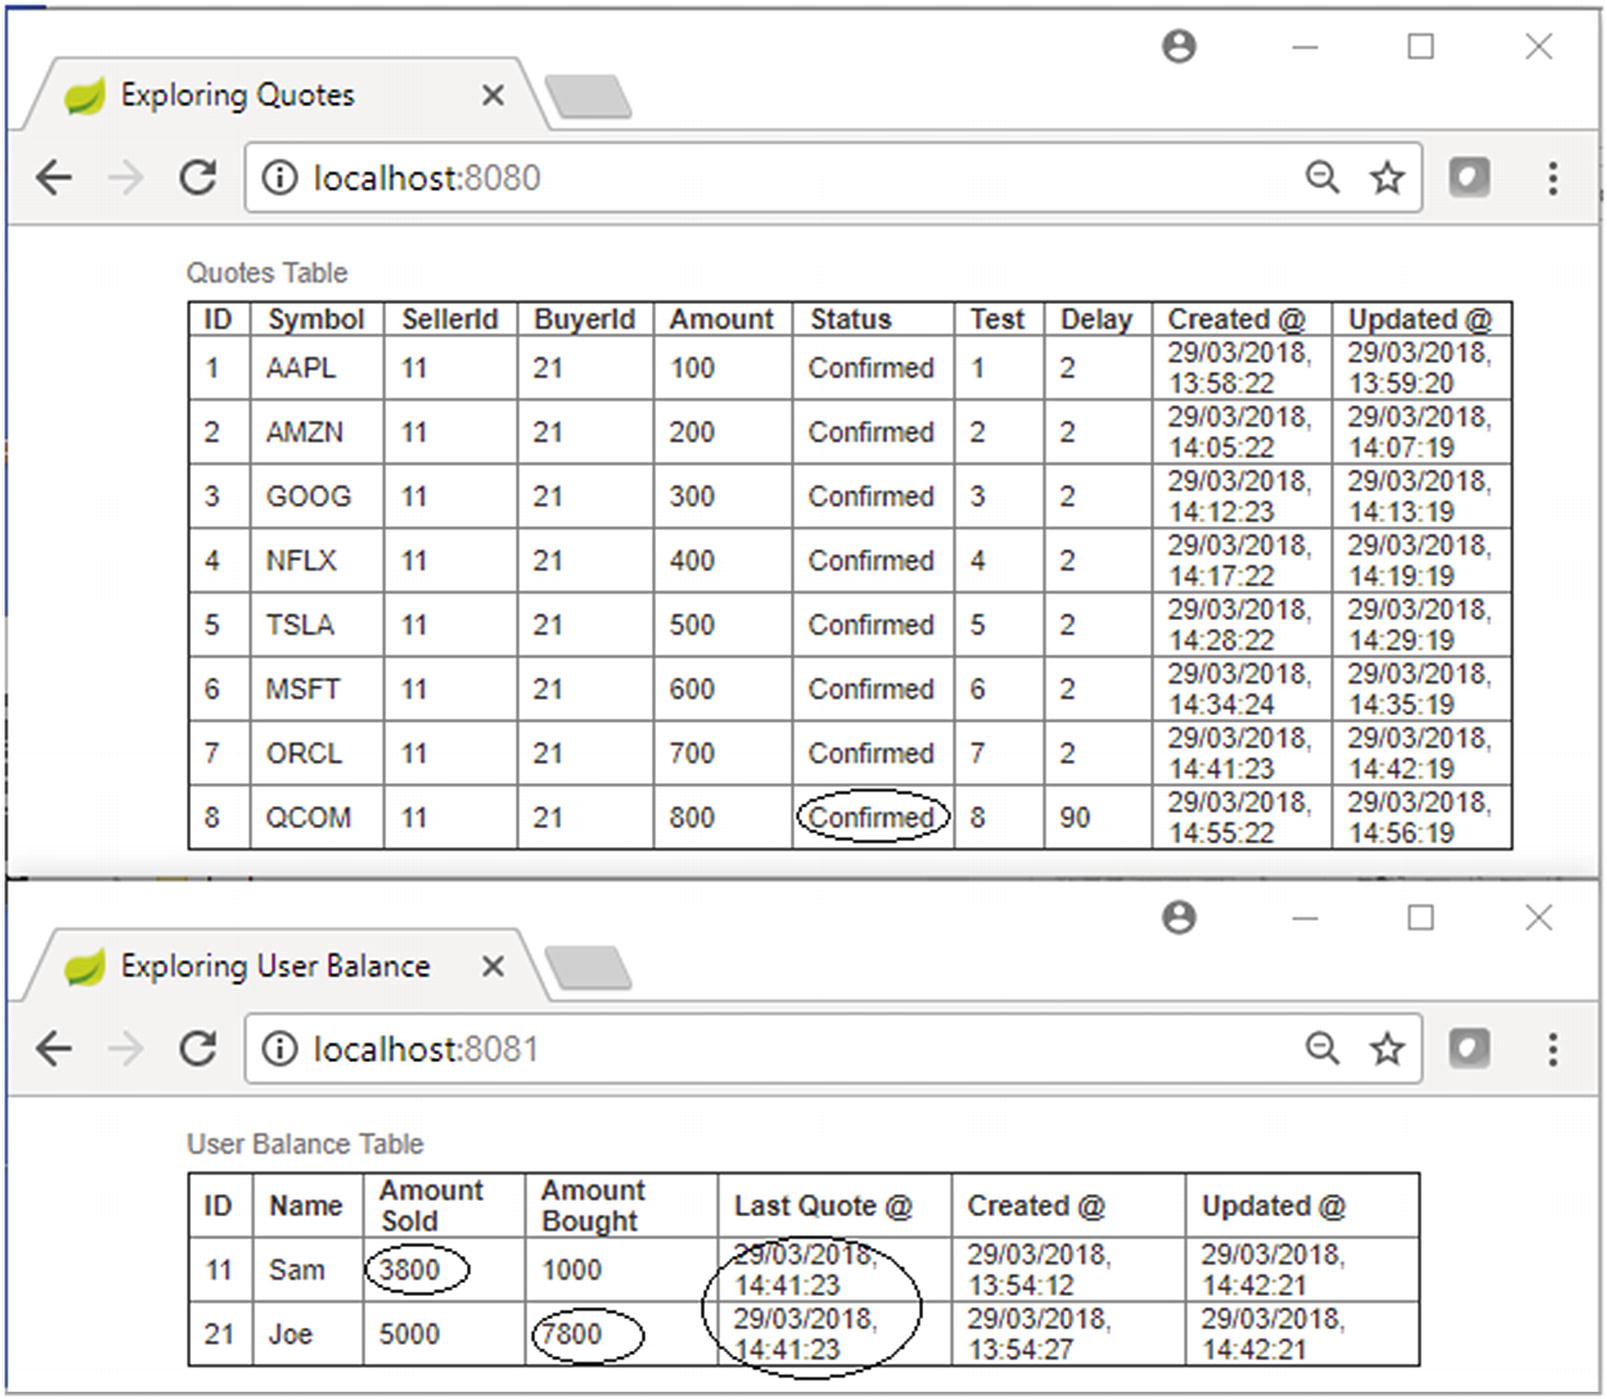 Exploring Quotes
localhost:8080
Quotes Table
ID Symbol SellerId BuyerId Amount Status Test Delay Created @ Updated @
1 AAPL 11 21 100 Confirmed 1 2 29/03/2018, 13:58:22 29/03/2018, 13:59:20
2 AMZN 11 21 200 Confirmed 2 2 29/03/2018, 14:05:22 29/03/2018, 14:07:19
3 GOOG 11 21 300 Confirmed 3 2 29/03/2018, 14:12:23 29/03/2018, 14:13:19
4 NFLX 11 21 400 Confirmed 4 2 29/03/2018, 14:17:22 29/03/2018, 14:19:19
5 TSLA 11 21 500 Confirmed 5 2 29/03/2018, 14:28:22 29/03/2018, 14:29:19
6 MSFT 11 21 600 Confirmed 6 2 29/03/2018, 14:34:24 29/03/2018, 14:35:19
7 ORCL 11 21 700 Confirmed 7 2 29/03/2018, 14:41:23 29/03/2018, 14:42:19
8 QCOM 11 21 800 Confirmed 8 90 29/03/2018, 14:55:22 29/03/2018, 14:56:19
Exploring User Balance
localhost:8081
User Balance Table
ID Name Amount Sold Amount Bought Last Quote @ Created @ Updated @
11 Sam 3800 1000 29/03/2018, 14:41:23 29/03/2018, 13:54:12 29/03/2018, 14:42:21
21 Joe 5000 7800 29/03/2018, 14:41:23 29/03/2018, 13:54:27 29/03/2018, 14:42:21